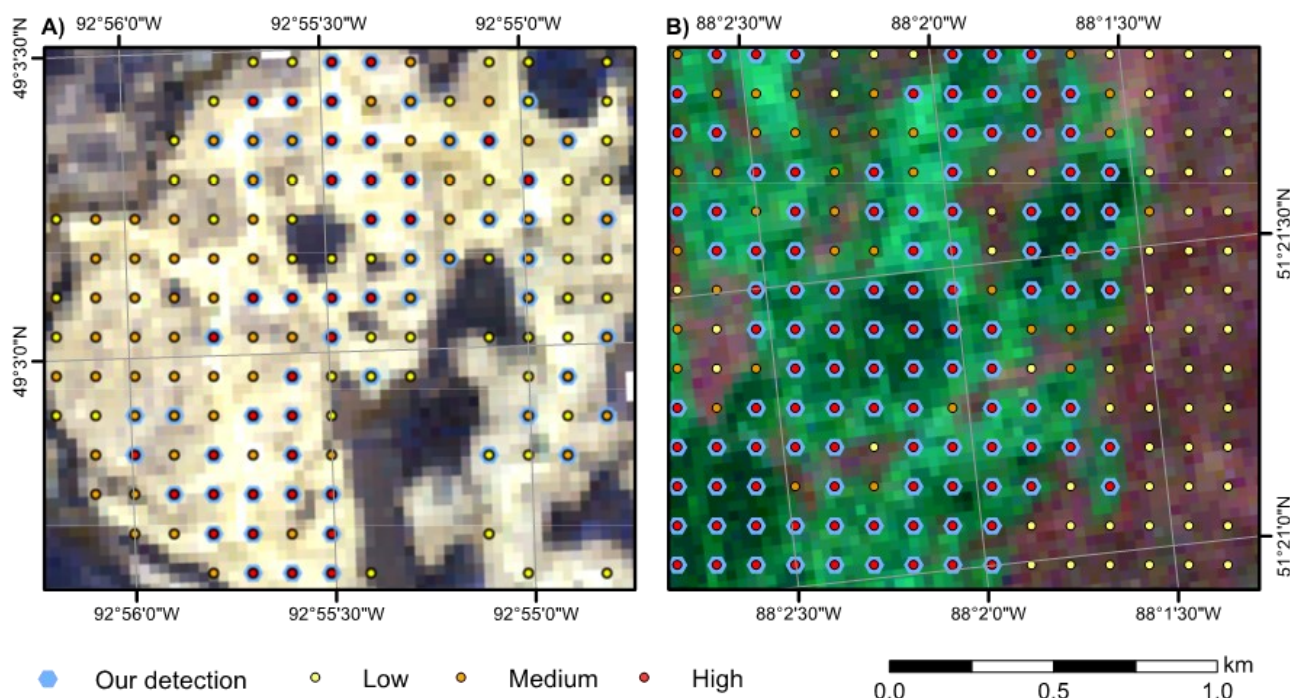 A) 92°56'0"W 92°55'30"W 92°55'0"W B) 88°2'30"W 88°2'0"W 88°1'30"W
49°3'30"N
49°3'0"N
51°21'30"N
51°21'0"N
92°56'0"W 92°55'30"W 92°55'0"W 88°2'30"W 88°2'0"W 88°1'30"W
Our detection Low Medium High km
0.0 0.5 1.0